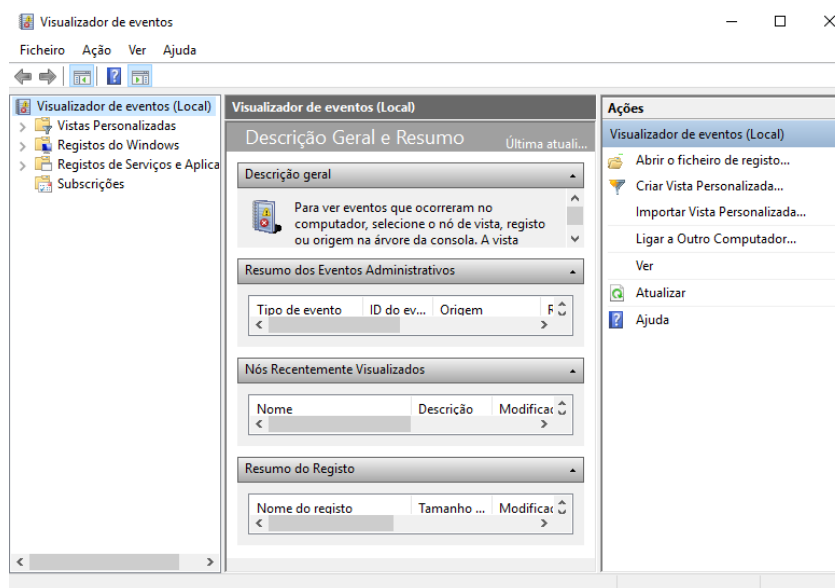 Visualizador de eventos
Ficheiro Ação Ver Ajuda
Visualizador de eventos (Local)
Vistas Personalizadas
Registos do Windows
Registos de Serviços e Aplica
Subscrições
Visualizador de eventos (Local)
Descrição Geral e Resumo Última atuali...
Descrição geral
Para ver eventos que ocorreram no
computador, selecione o nó de vista, registo
ou origem na árvore da consola. A vista
Resumo dos Eventos Administrativos
Tipo de evento ID do ev... Origem R
Nós Recentemente Visualizados
Nome Descrição Modificac
Resumo do Registo
Nome do registo Tamanho ... Modificac
Ações
Visualizador de eventos (Local)
Abrir o ficheiro de registo...
Criar Vista Personalizada...
Importar Vista Personalizada...
Ligar a Outro Computador...
Ver
Atualizar
Ajuda